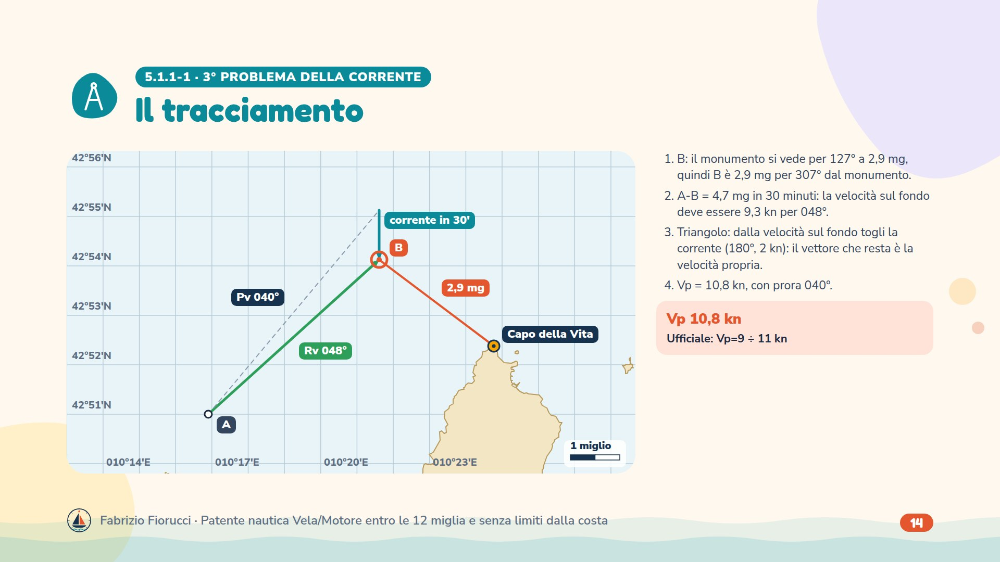 5.1.1-1 · 3° PROBLEMA DELLA CORRENTE
Il tracciamento
42°56'N
42°55'N
42°54'N
42°53'N
42°52'N
42°51'N
010°14'E
010°17'E
010°20'E
010°23'E
corrente in 30'
B
2,9 mg
Pv 040°
Capo della Vita
Rv 048°
A
1 miglio
1. B: il monumento si vede per 127° a 2,9 mg,
quindi B è 2,9 mg per 307° dal monumento.
2. A-B = 4,7 mg in 30 minuti: la velocità sul fondo
deve essere 9,3 kn per 048°.
3. Triangolo: dalla velocità sul fondo togli la
corrente (180°, 2 kn): il vettore che resta è la
velocità propria.
4. Vp = 10,8 kn, con prora 040°.
Vp 10,8 kn
Ufficiale: Vp=9 ÷ 11 kn
Fabrizio Fiorucci · Patente nautica Vela/Motore entro le 12 miglia e senza limiti dalla costa
14